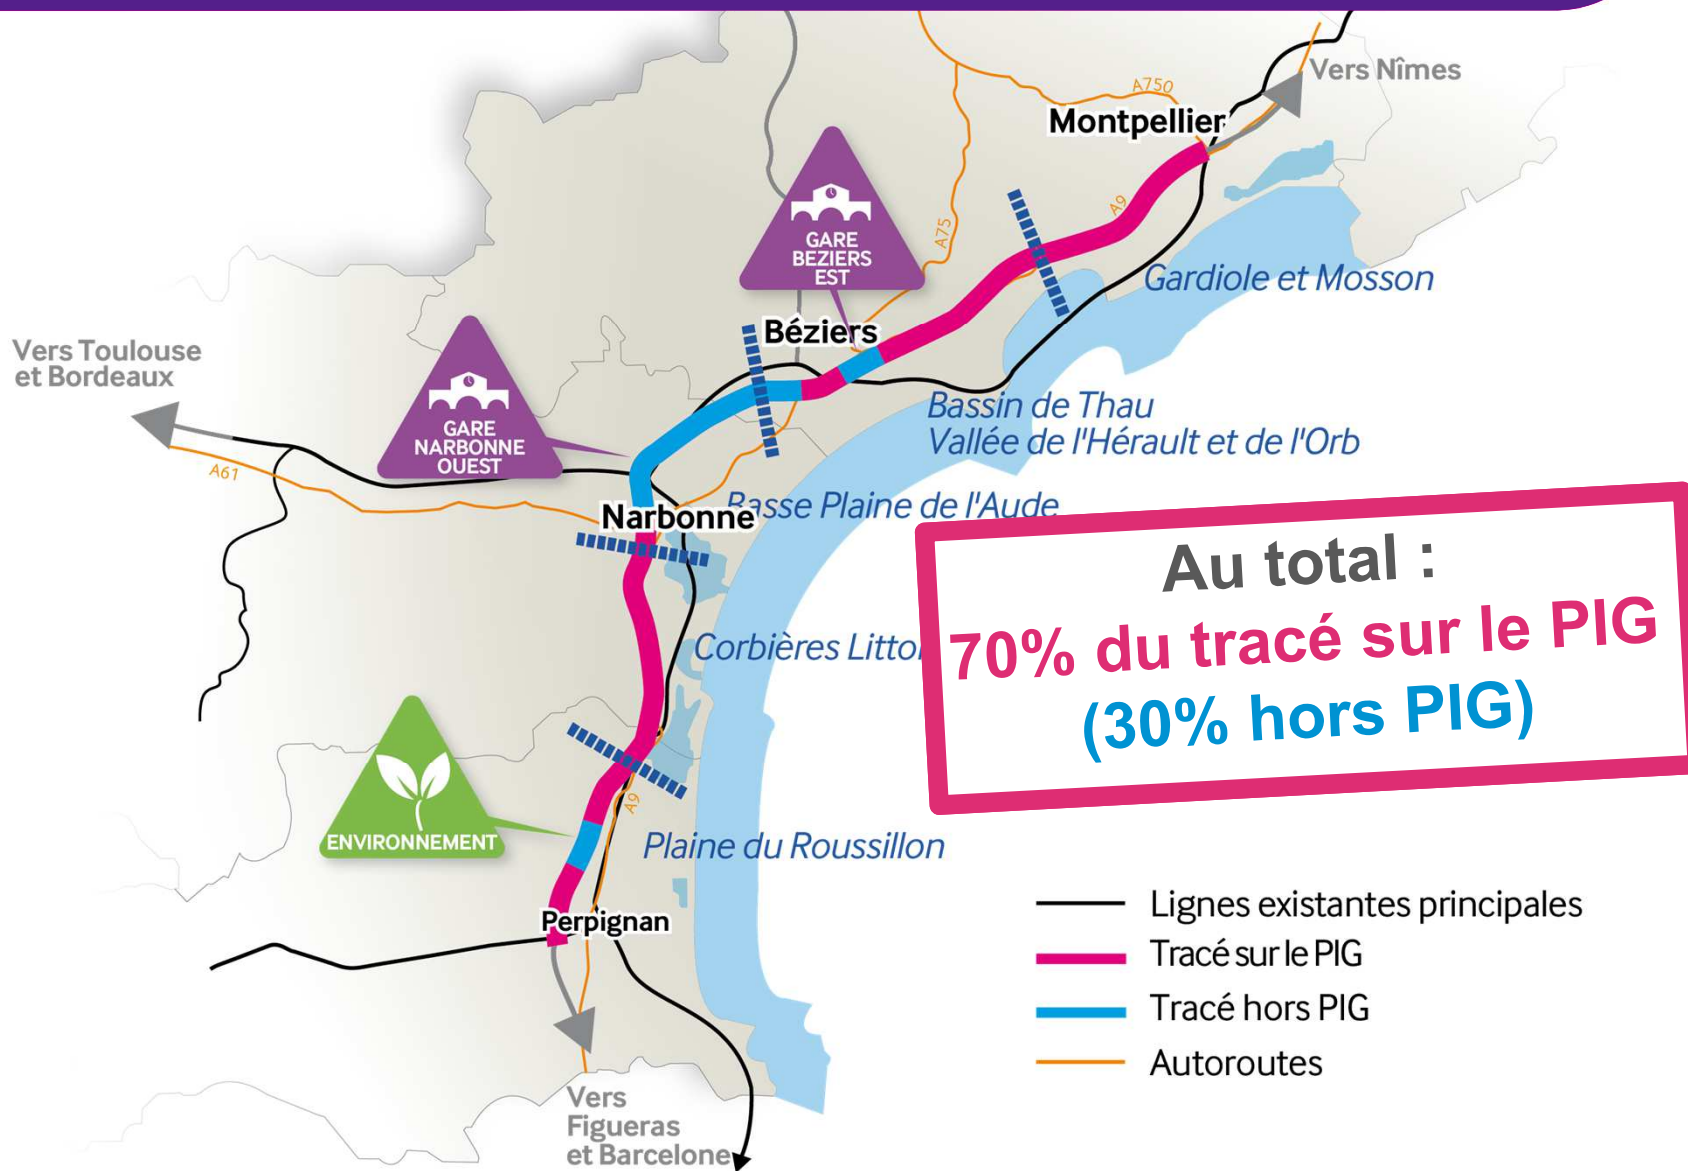 Vers Nîmes
A750
Montpellier
A9
A75
GARE
BEZIERS
EST
Gardiole et Mosson
Béziers
Vers Toulouse
et Bordeaux
GARE
NARBONNE
OUEST
A61
Bassin de Thau
Vallée de l'Hérault et de l'Orb
Basse Plaine de l'Aude
Narbonne
Au total :
70% du tracé sur le PIG
(30% hors PIG)
Corbières
A9
ENVIRONNEMENT
Plaine du Roussillon
Perpignan
Lignes existantes principales
Tracé sur le PIG
Tracé hors PIG
Autoroutes
Vers
Figueras
et Barcelone